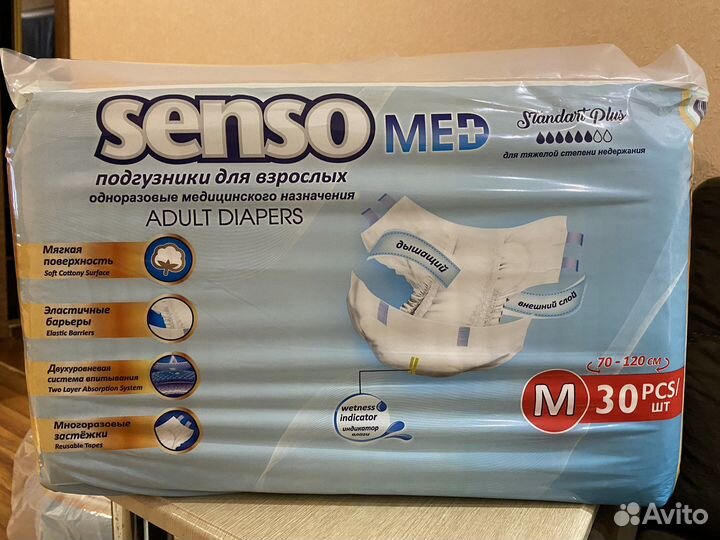 senso MED
Standart Plus
для тяжелой степени недержания
подгузники для взрослых
одноразовые медицинского назначения
ADULT DIAPERS
Мягкая
поверхность
Soft Cottony Surface
Эластичные
барьеры
Elastic Barriers
Двухуровневая
система впитывания
Two Layer Absorption System
Многоразовые
застёжки
Reusable Tapes
дышащий
внешний слой
wetness
indicator
индикатор
влаги
70 - 120 см
M 30 PCS/
ШТ
Avito